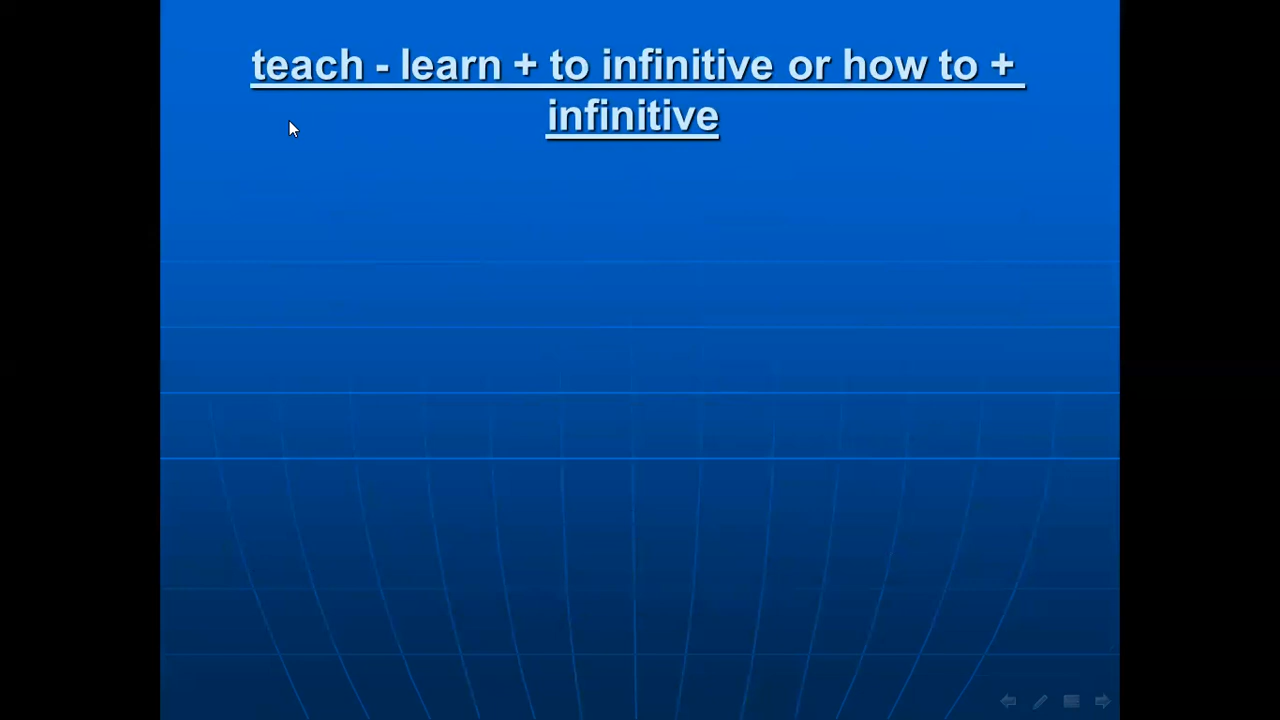 teach - learn + to infinitive or how to +
infinitive